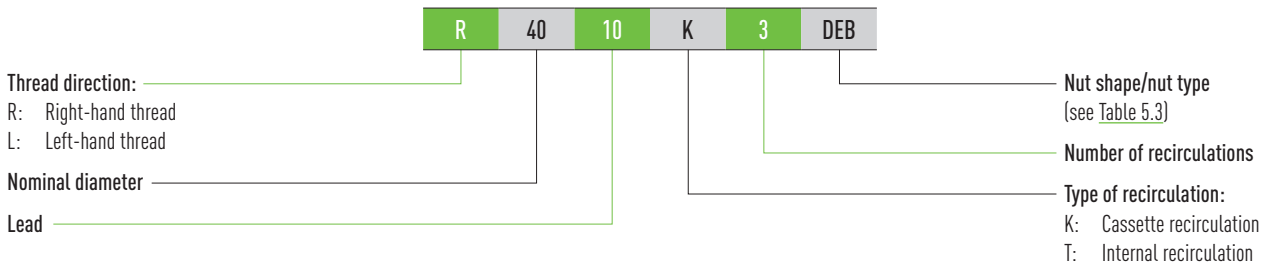 R 40 10 K 3 DEB
Thread direction:
R: Right-hand thread
L: Left-hand thread
Nominal diameter
Lead
Nut shape/nut type
(see Table 5.3)
Number of recirculations
Type of recirculation:
K: Cassette recirculation
T: Internal recirculation